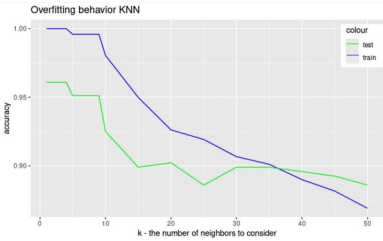 Overfitting behavior KNN
colour
test
train
1.00
0.95
0.90
accuracy
0 10 20 30 40 50
k - the number of neighbors to consider